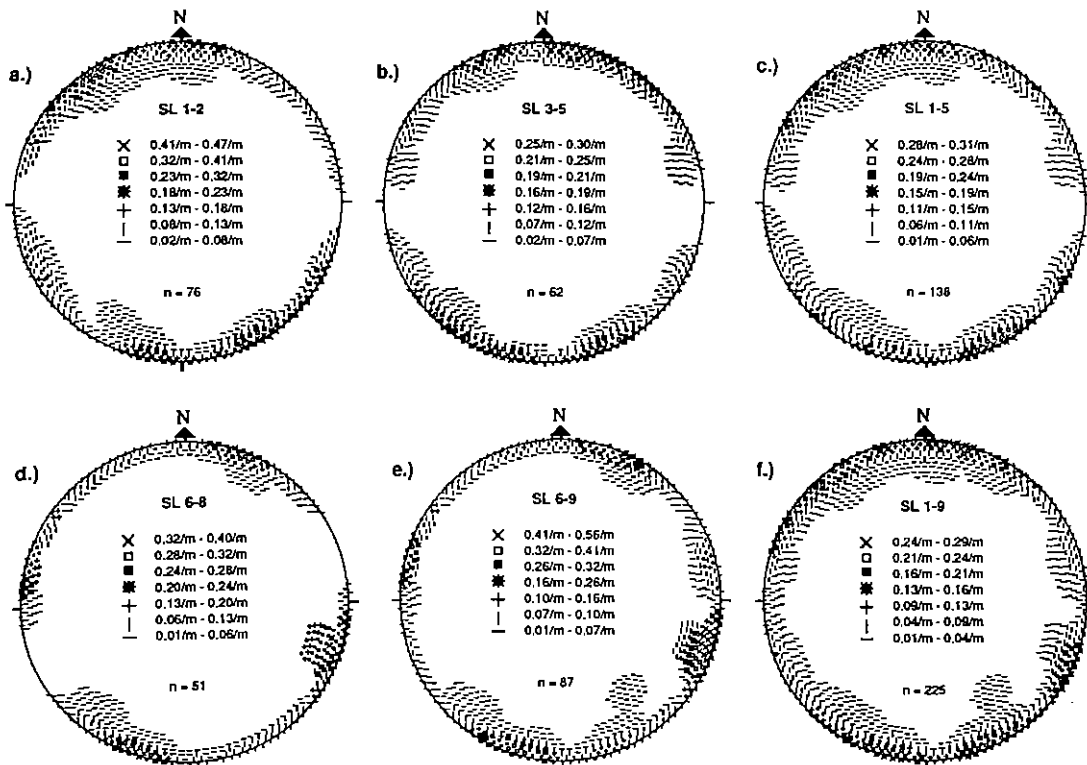 N
a.)
SL 1-2
0.41/m - 0.47/m
0.32/m - 0.41/m
0.23/m - 0.32/m
0.18/m - 0.23/m
0.13/m - 0.18/m
0.08/m - 0.13/m
0.02/m - 0.08/m
n = 76
N
b.)
SL 3-5
0.25/m - 0.30/m
0.21/m - 0.25/m
0.19/m - 0.21/m
0.16/m - 0.19/m
0.12/m - 0.16/m
0.07/m - 0.12/m
0.02/m - 0.07/m
n = 62
N
c.)
SL 1-5
0.28/m - 0.31/m
0.24/m - 0.28/m
0.19/m - 0.24/m
0.15/m - 0.19/m
0.11/m - 0.15/m
0.06/m - 0.11/m
0.01/m - 0.06/m
n = 138
N
d.)
SL 6-8
0.32/m - 0.40/m
0.28/m - 0.32/m
0.24/m - 0.28/m
0.20/m - 0.24/m
0.13/m - 0.20/m
0.06/m - 0.13/m
0.01/m - 0.06/m
n = 51
N
e.)
SL 6-9
0.41/m - 0.56/m
0.32/m - 0.41/m
0.26/m - 0.32/m
0.16/m - 0.26/m
0.10/m - 0.16/m
0.07/m - 0.10/m
0.01/m - 0.07/m
n = 87
N
f.)
SL 1-9
0.24/m - 0.29/m
0.21/m - 0.24/m
0.16/m - 0.21/m
0.13/m - 0.16/m
0.09/m - 0.13/m
0.04/m - 0.09/m
0.01/m - 0.04/m
n = 225